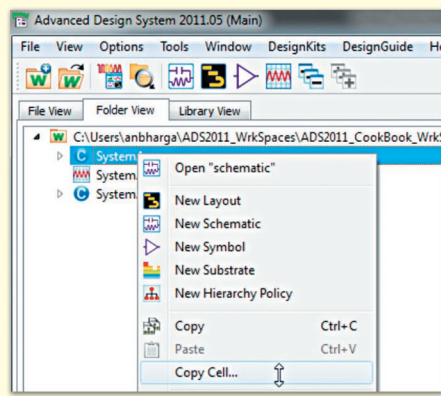 Advanced Design System 2011.05 (Main)
File View Options Tools Window DesignKits DesignGuide
File View Folder View Library View
C:\Users\anbharga\ADS2011_WrkSpaces\ADS2011_CookBook_Wrk
System
Open "schematic"
System.
New Layout
System.
New Schematic
New Symbol
New Substrate
New Hierarchy Policy
Copy Ctrl+C
Paste Ctrl+V
Copy Cell...